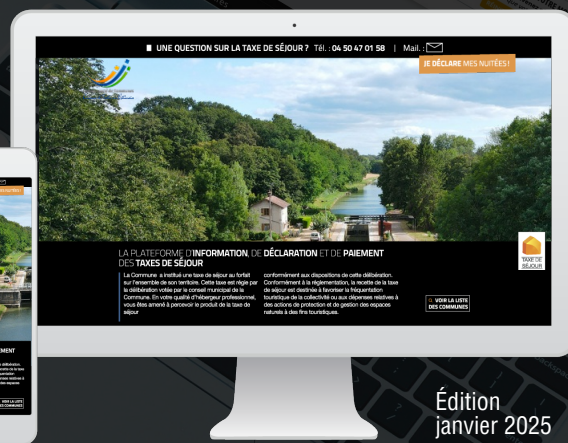 UNE QUESTION SUR LA TAXE DE SÉJOUR ? Tél. : 04 50 47 01 58 | Mail. :
JE DÉCLARE MES NUITÉES !
LA PLATEFORME D'INFORMATION, DE DÉCLARATION ET DE PAIEMENT
DES TAXES DE SÉJOUR
La Commune a institué une taxe de séjour au forfait
sur l'ensemble de son territoire. Cette taxe est régie par
la délibération votée par le conseil municipal de la
Commune. En votre qualité d'hébergeur professionnel,
vous êtes amené à percevoir le produit de la taxe de
séjour
conformément aux dispositions de cette délibération.
Conformément à la réglementation, la recette de la taxe
de séjour est destinée à favoriser la fréquentation
touristique de la collectivité ou aux dépenses relatives à
des actions de protection et de gestion des espaces
naturels à des fins touristiques.
VOIR LA LISTE
DES COMMUNES
TAXE DE
SÉJOUR
VOIR LA LISTE
DES COMMUNES
Édition
janvier 2025